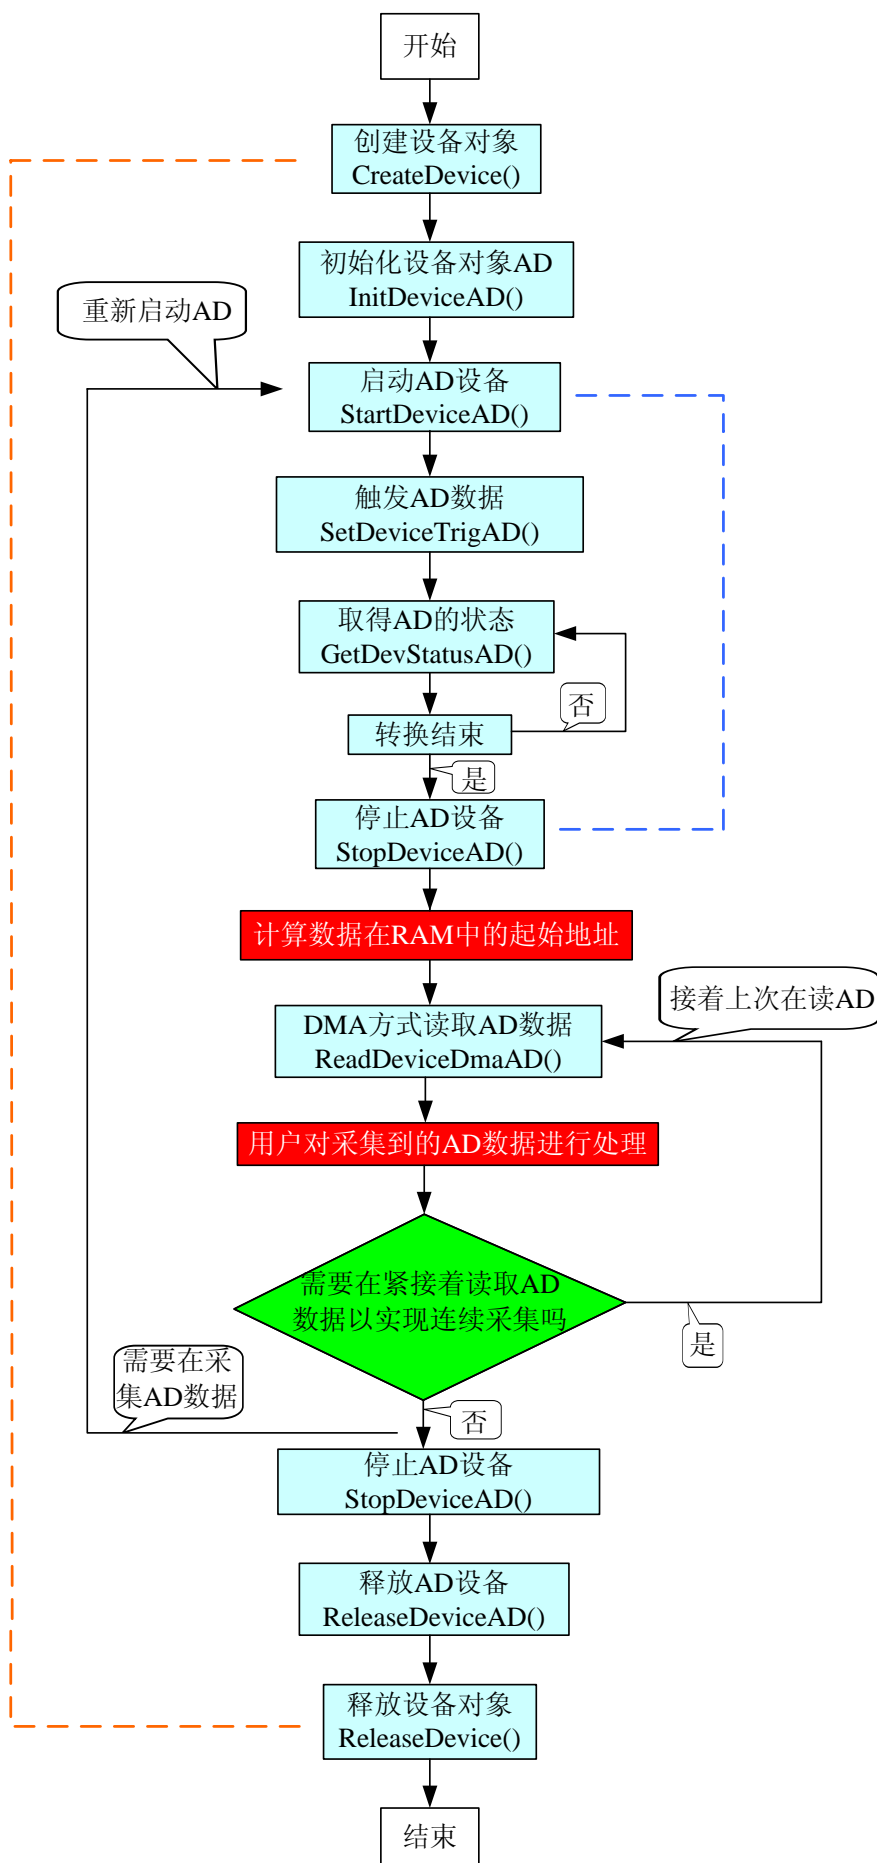 开始
创建设备对象
CreateDevice()
初始化设备对象AD
InitDeviceAD()
重新启动AD
启动AD设备
StartDeviceAD()
触发AD数据
SetDeviceTrigAD()
取得AD的状态
GetDevStatusAD()
否
转换结束
是
停止AD设备
StopDeviceAD()
计算数据在RAM中的起始地址
接着上次在读AD
DMA方式读取AD数据
ReadDeviceDmaAD()
用户对采集到的AD数据进行处理
需要在紧接着读取AD
数据以实现连续采集吗
是
需要在采
集AD数据
否
停止AD设备
StopDeviceAD()
释放AD设备
ReleaseDeviceAD()
释放设备对象
ReleaseDevice()
结束